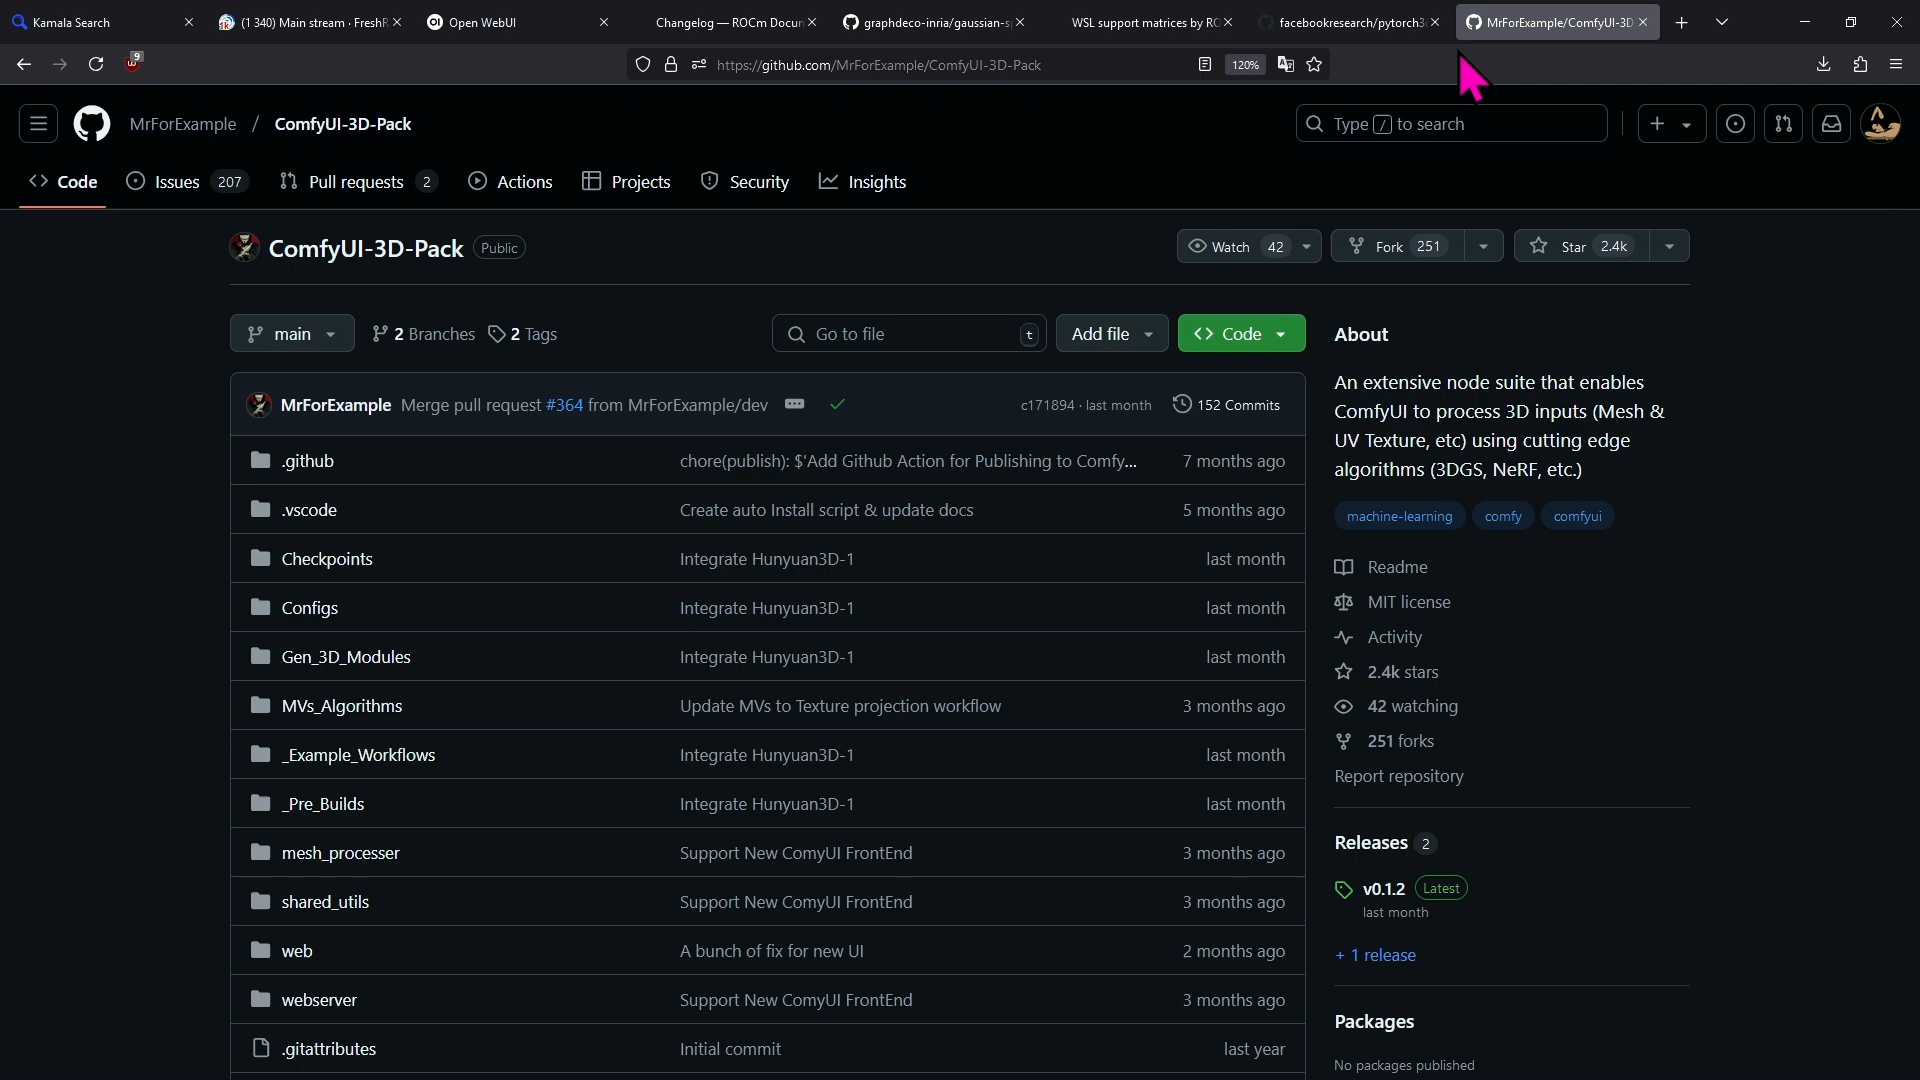 Kamala Search
(1 340) Main stream · FreshR
Open WebUI
Changelog — ROCm Docun
graphdeco-inria/gaussian-s
WSL support matrices by RO
facebookresearch/pytorch3
MrForExample/ComfyUI-3D
9
https://github.com/MrForExample/ComfyUI-3D-Pack
120%
MrForExample / ComfyUI-3D-Pack
Type / to search
Code
Issues 207
Pull requests 2
Actions
Projects
Security
Insights
ComfyUI-3D-Pack Public
Watch 42
Fork 251
Star 2.4k
main
2 Branches
2 Tags
Go to file t
Add file
Code
MrForExample Merge pull request #364 from MrForExample/dev
c171894 · last month
152 Commits
.github chore(publish): $'Add Github Action for Publishing to Comfy... 7 months ago
.vscode Create auto Install script & update docs 5 months ago
Checkpoints Integrate Hunyuan3D-1 last month
Configs Integrate Hunyuan3D-1 last month
Gen_3D_Modules Integrate Hunyuan3D-1 last month
MVs_Algorithms Update MVs to Texture projection workflow 3 months ago
_Example_Workflows Integrate Hunyuan3D-1 last month
_Pre_Builds Integrate Hunyuan3D-1 last month
mesh_processer Support New ComyUI FrontEnd 3 months ago
shared_utils Support New ComyUI FrontEnd 3 months ago
web A bunch of fix for new UI 2 months ago
webserver Support New ComyUI FrontEnd 3 months ago
.gitattributes Initial commit last year
About
An extensive node suite that enables
ComfyUI to process 3D inputs (Mesh &
UV Texture, etc) using cutting edge
algorithms (3DGS, NeRF, etc.)
machine-learning comfy comfyui
Readme
MIT license
Activity
2.4k stars
42 watching
251 forks
Report repository
Releases 2
v0.1.2 Latest
last month
+ 1 release
Packages
No packages published